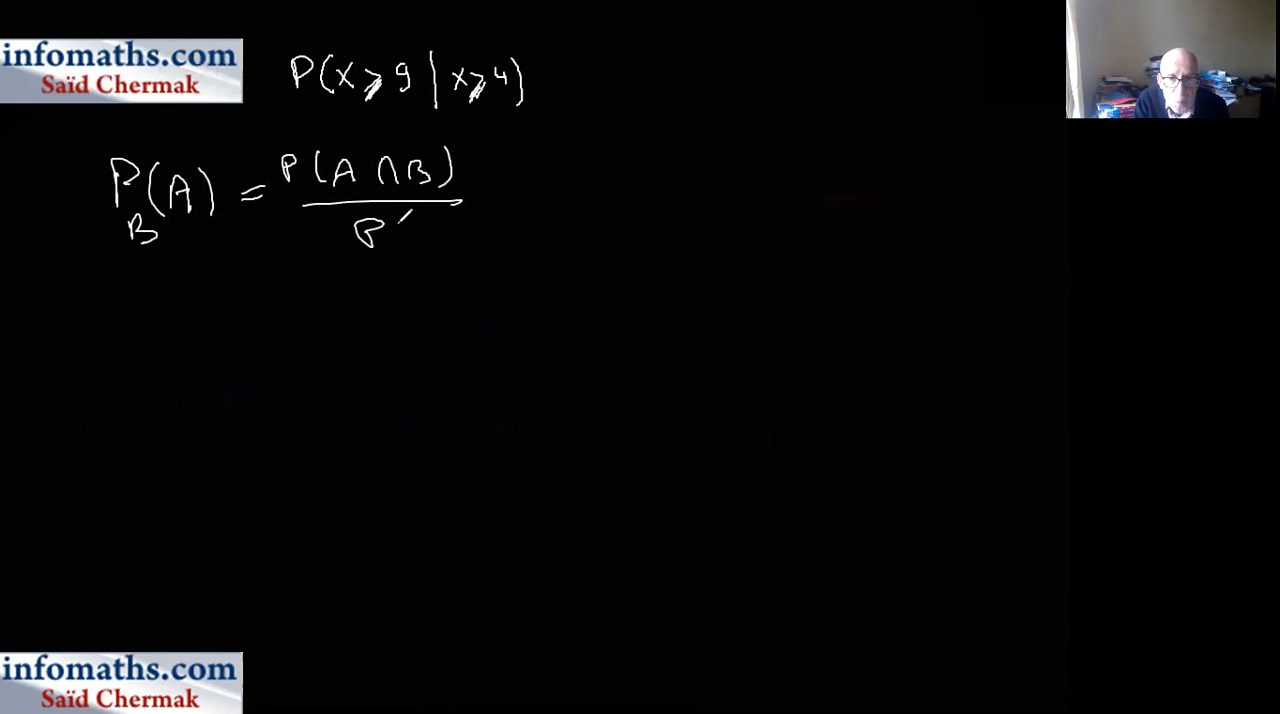 infomaths.com
Saïd Chermak
P(X ⩾ 9 | X ⩾ 4)
P_B(A) = P(A ∩ B) / P
infomaths.com
Saïd Chermak